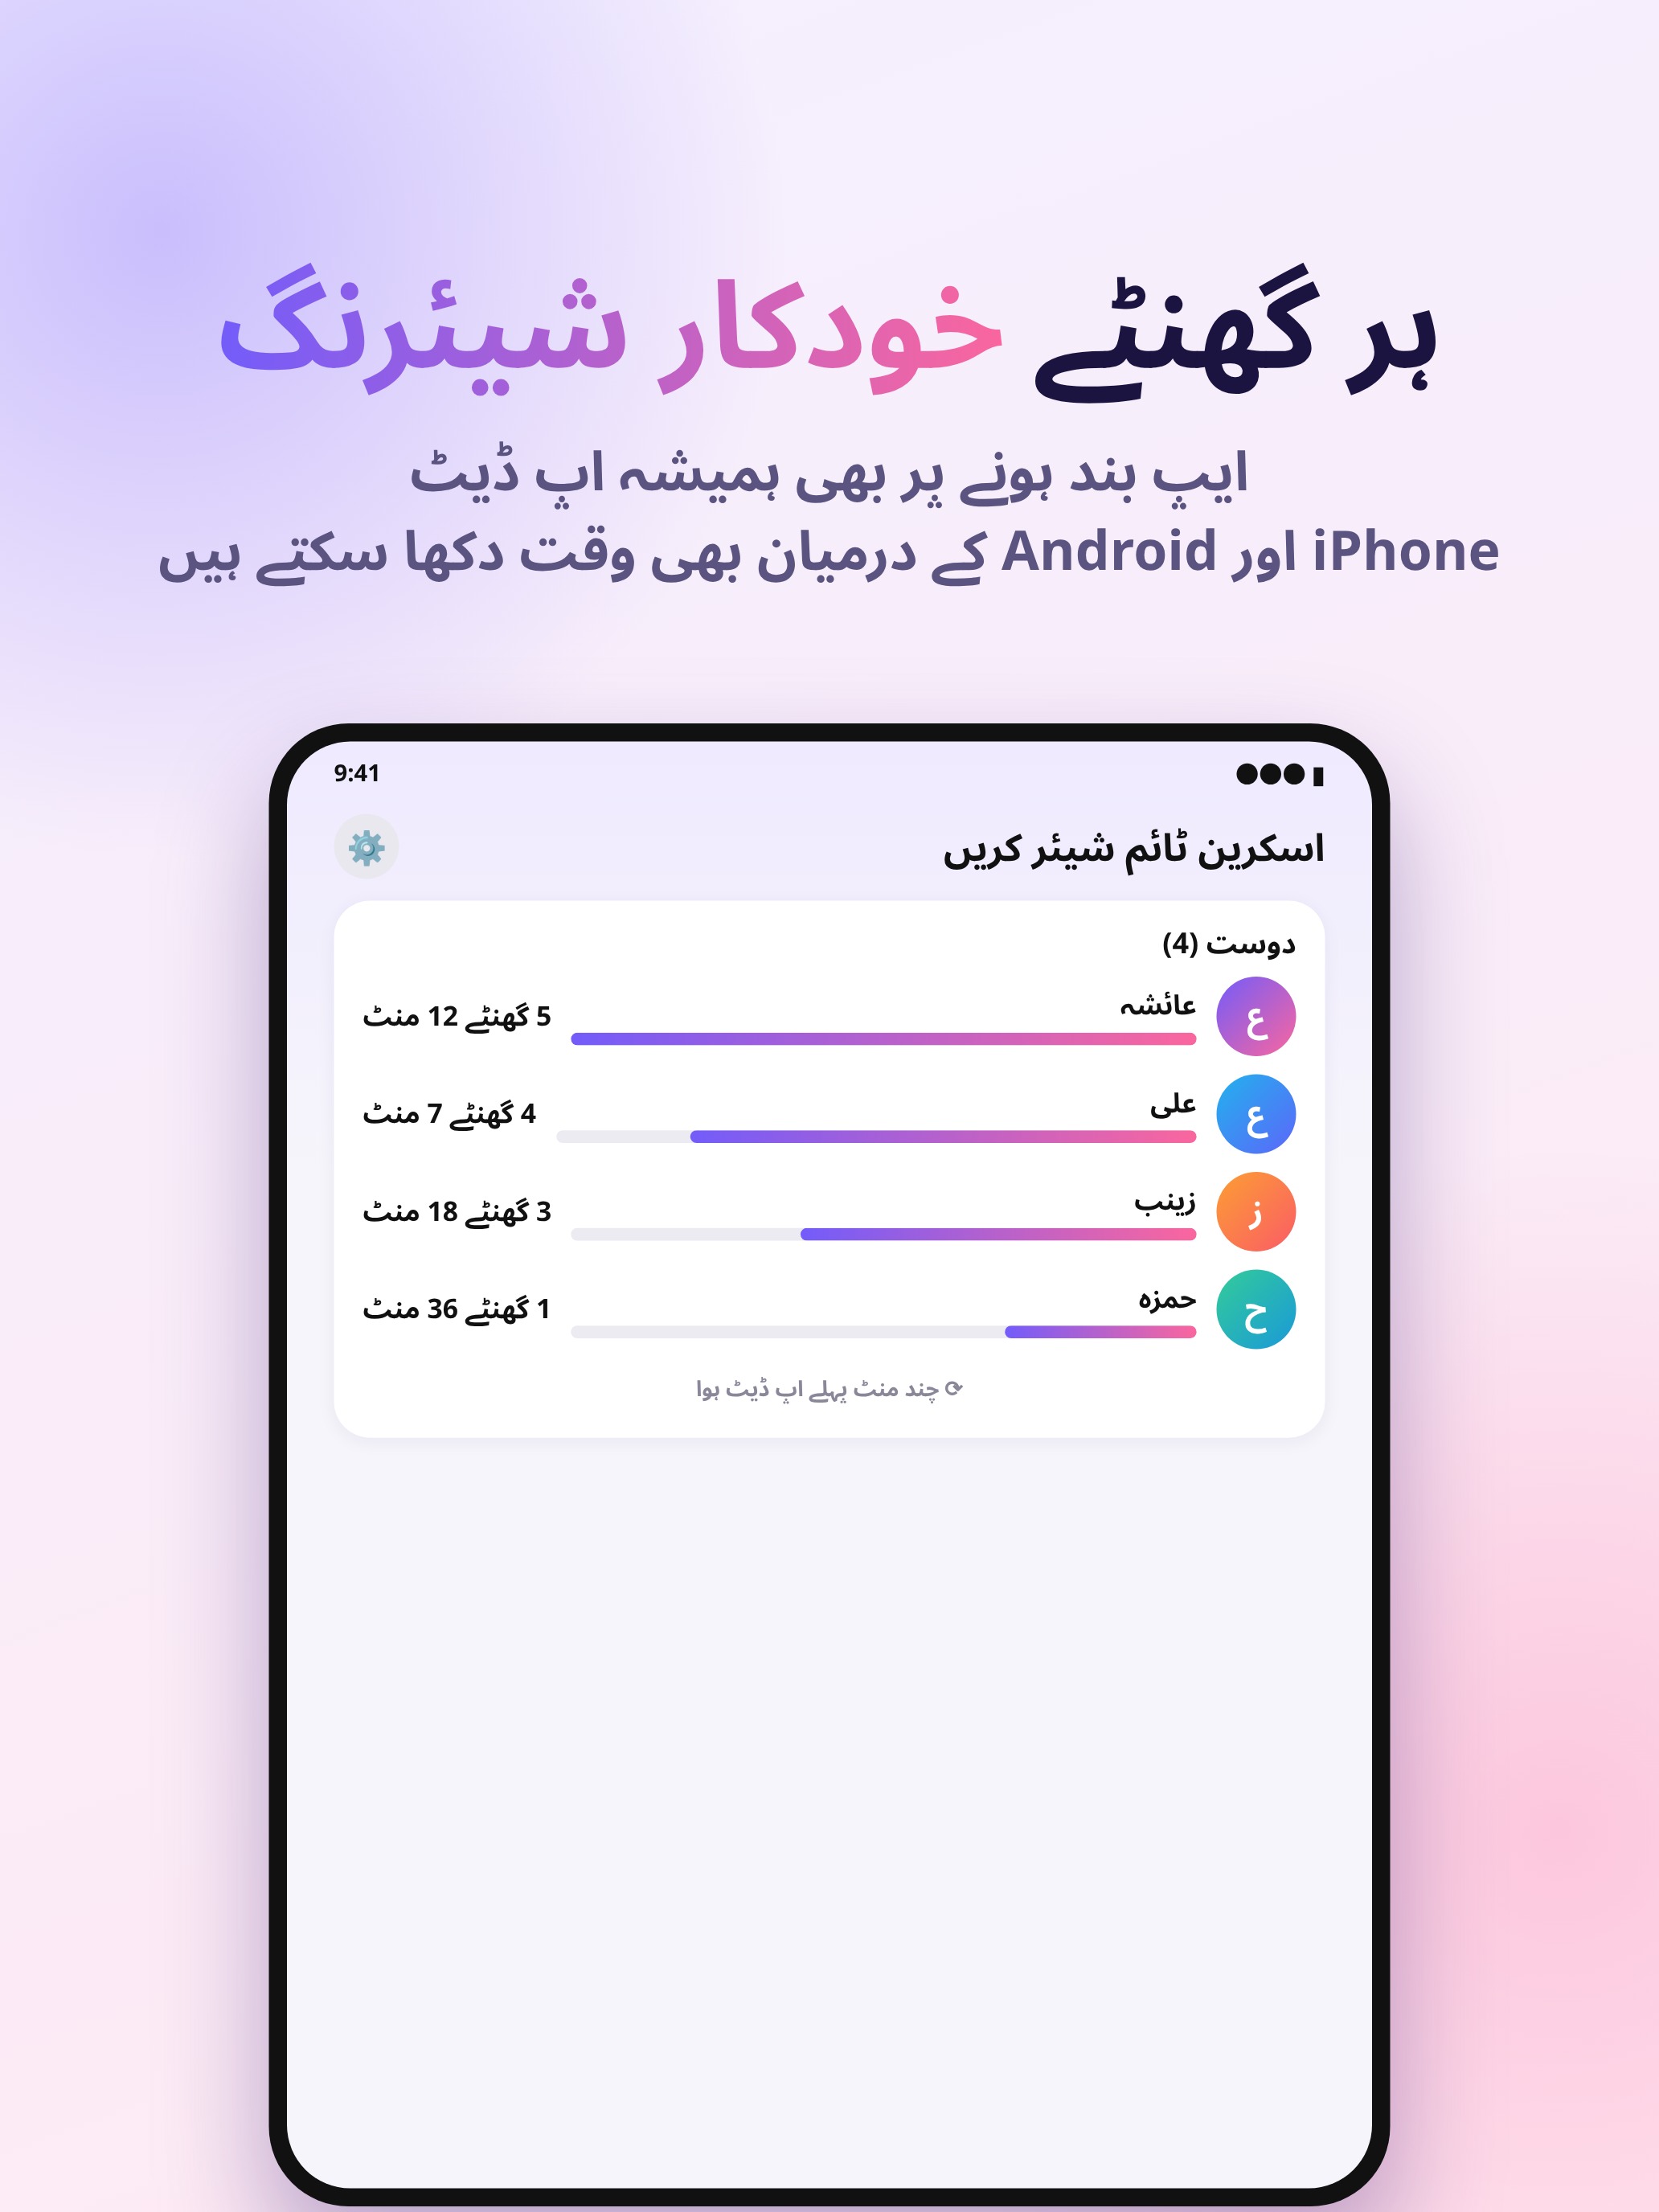 ہر گھنٹے خودکار شیئرنگ
ایپ بند ہونے پر بھی ہمیشہ اپ ڈیٹ
iPhone اور Android کے درمیان بھی وقت دکھا سکتے ہیں
9:41
اسکرین ٹائم شیئر کریں
دوست (4)
ع
عائشہ
5 گھنٹے 12 منٹ
ع
علی
4 گھنٹے 7 منٹ
ز
زینب
3 گھنٹے 18 منٹ
ح
حمزہ
1 گھنٹے 36 منٹ
⟳ چند منٹ پہلے اپ ڈیٹ ہوا